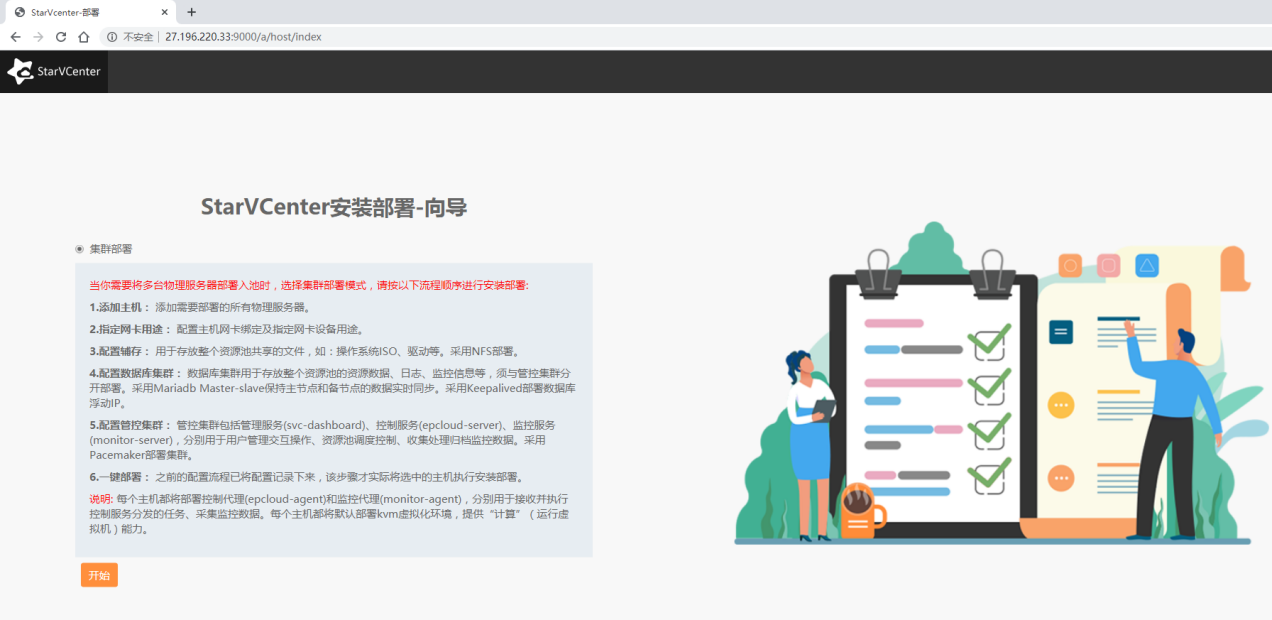 StarVcenter-部署
不安全 27.196.220.33:9000/a/host/index
StarVCenter
StarVCenter安装部署-向导
集群部署
当你需要将多台物理服务器部署入池时，选择集群部署模式，请按以下流程顺序进行安装部署:
1.添加主机： 添加需要部署的所有物理服务器。
2.指定网卡用途： 配置主机网卡绑定及指定网卡设备用途。
3.配置辅存： 用于存放整个资源池共享的文件，如：操作系统ISO、驱动等。采用NFS部署。
4.配置数据库集群： 数据库集群用于存放整个资源池的资源数据、日志、监控信息等，须与管控集群分
开部署。采用Mariadb Master-slave保持主节点和备节点的数据实时同步。采用Keepalived部署数据库
浮动IP。
5.配置管控集群： 管控集群包括管理服务(svc-dashboard)、控制服务(epcloud-server)、监控服务
(monitor-server)，分别用于用户管理交互操作、资源池调度控制、收集处理归档监控数据。采用
Pacemaker部署集群。
6.一键部署： 之前的配置流程已将配置记录下来，该步骤才实际将选中的主机执行安装部署。
说明: 每个主机都将部署控制代理(epcloud-agent)和监控代理(monitor-agent)，分别用于接收并执行
控制服务分发的任务、采集监控数据。每个主机都将默认部署kvm虚拟化环境，提供“计算”（运行虚
拟机）能力。
开始